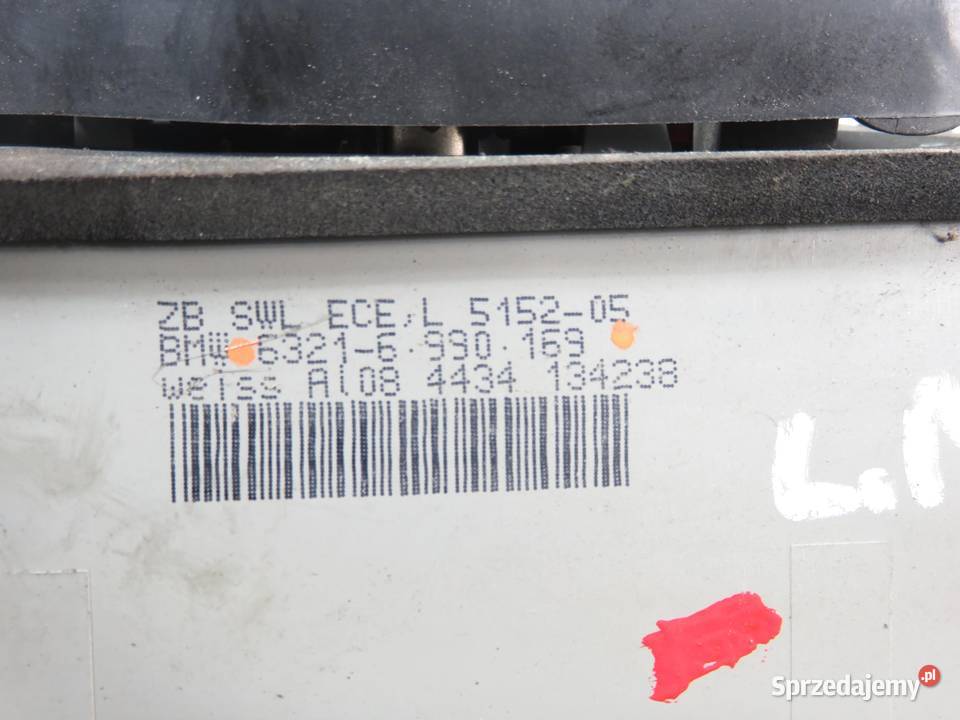 ZB SWL ECE/L 5152-05
BMW 6321-6.990.169
weiss Al08 4434 134238
L.
Sprzedajemy.pl